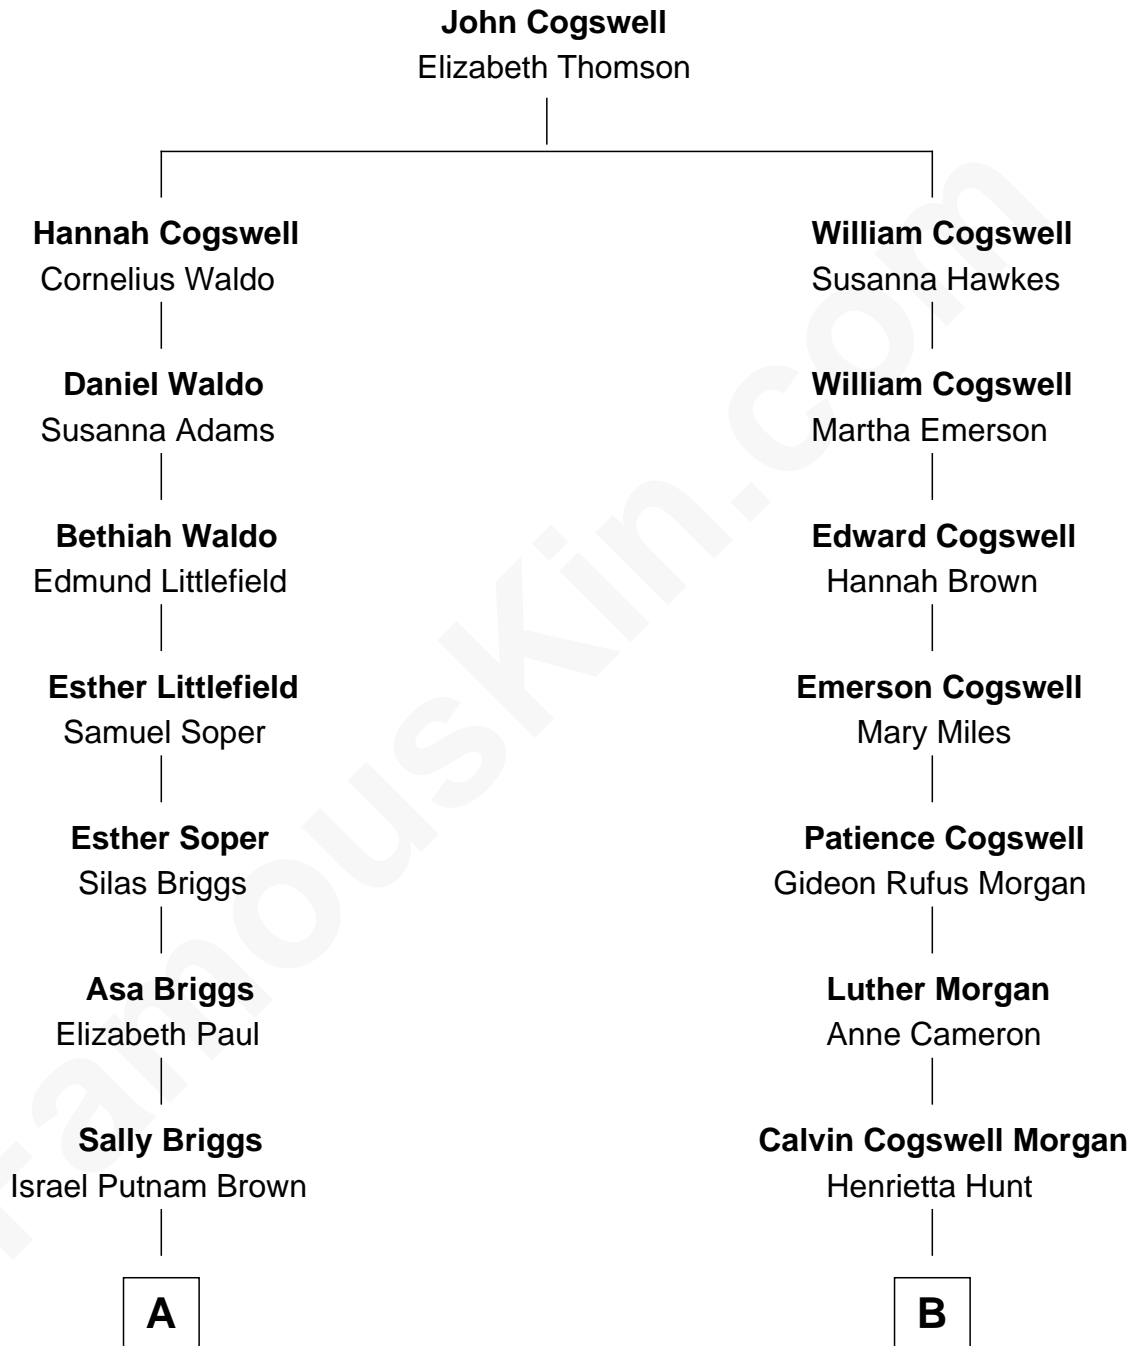 John Cogswell
Elizabeth Thomson
Hannah Cogswell
Cornelius Waldo
William Cogswell
Susanna Hawkes
Daniel Waldo
Susanna Adams
William Cogswell
Martha Emerson
Bethiah Waldo
Edmund Littlefield
Edward Cogswell
Hannah Brown
Esther Littlefield
Samuel Soper
Emerson Cogswell
Mary Miles
Esther Soper
Silas Briggs
Patience Cogswell
Gideon Rufus Morgan
Asa Briggs
Elizabeth Paul
Luther Morgan
Anne Cameron
Sally Briggs
Israel Putnam Brown
Calvin Cogswell Morgan
Henrietta Hunt
A
B
FamousKin.com